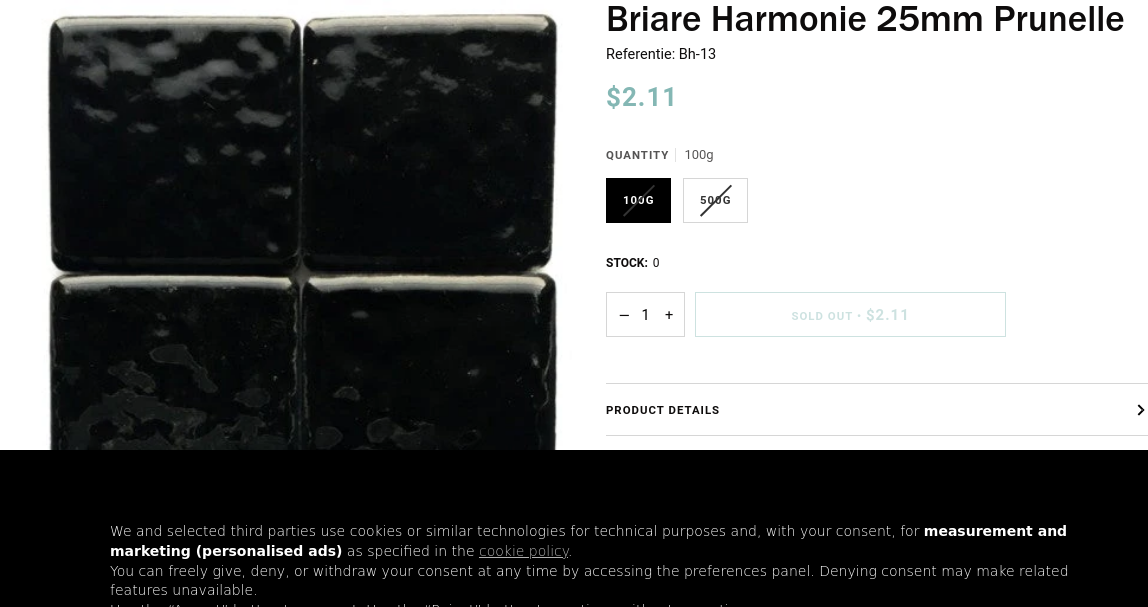 Briare Harmonie 25mm Prunelle
Referentie: Bh-13
$2.11
QUANTITY 100g
100G 500G
STOCK: 0
− 1 + SOLD OUT • $2.11
PRODUCT DETAILS
We and selected third parties use cookies or similar technologies for technical purposes and, with your consent, for measurement and
marketing (personalised ads) as specified in the cookie policy.
You can freely give, deny, or withdraw your consent at any time by accessing the preferences panel. Denying consent may make related
features unavailable.